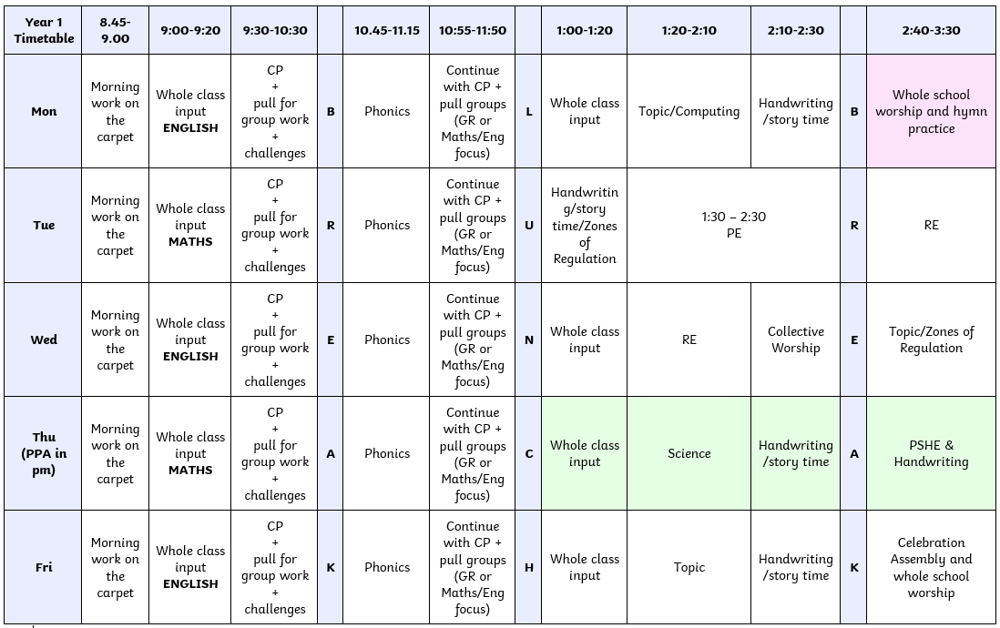 Year 1
Timetable
8.45-
9.00
9:00-9:20
9:30-10:30
10.45-11.15
10:55-11:50
1:00-1:20
1:20-2:10
2:10-2:30
2:40-3:30
Mon
Morning
work on
the
carpet
Whole class
input
ENGLISH
CP
+
pull for
group work
+
challenges
B
Phonics
Continue
with CP +
pull groups
(GR or
Maths/Eng
focus)
L
Whole class
input
Topic/Computing
Handwriting
/story time
B
Whole school
worship and hymn
practice
Tue
Morning
work on
the
carpet
Whole class
input
MATHS
CP
+
pull for
group work
+
challenges
R
Phonics
Continue
with CP +
pull groups
(GR or
Maths/Eng
focus)
U
Handwritin
g/story
time/Zones
of
Regulation
1:30 – 2:30
PE
R
RE
Wed
Morning
work on
the
carpet
Whole class
input
ENGLISH
CP
+
pull for
group work
+
challenges
E
Phonics
Continue
with CP +
pull groups
(GR or
Maths/Eng
focus)
N
Whole class
input
RE
Collective
Worship
E
Topic/Zones of
Regulation
Thu
(PPA in
pm)
Morning
work on
the
carpet
Whole class
input
MATHS
CP
+
pull for
group work
+
challenges
A
Phonics
Continue
with CP +
pull groups
(GR or
Maths/Eng
focus)
C
Whole class
input
Science
Handwriting
/story time
A
PSHE &
Handwriting
Fri
Morning
work on
the
carpet
Whole class
input
ENGLISH
CP
+
pull for
group work
+
challenges
K
Phonics
Continue
with CP +
pull groups
(GR or
Maths/Eng
focus)
H
Whole class
input
Topic
Handwriting
/story time
K
Celebration
Assembly and
whole school
worship